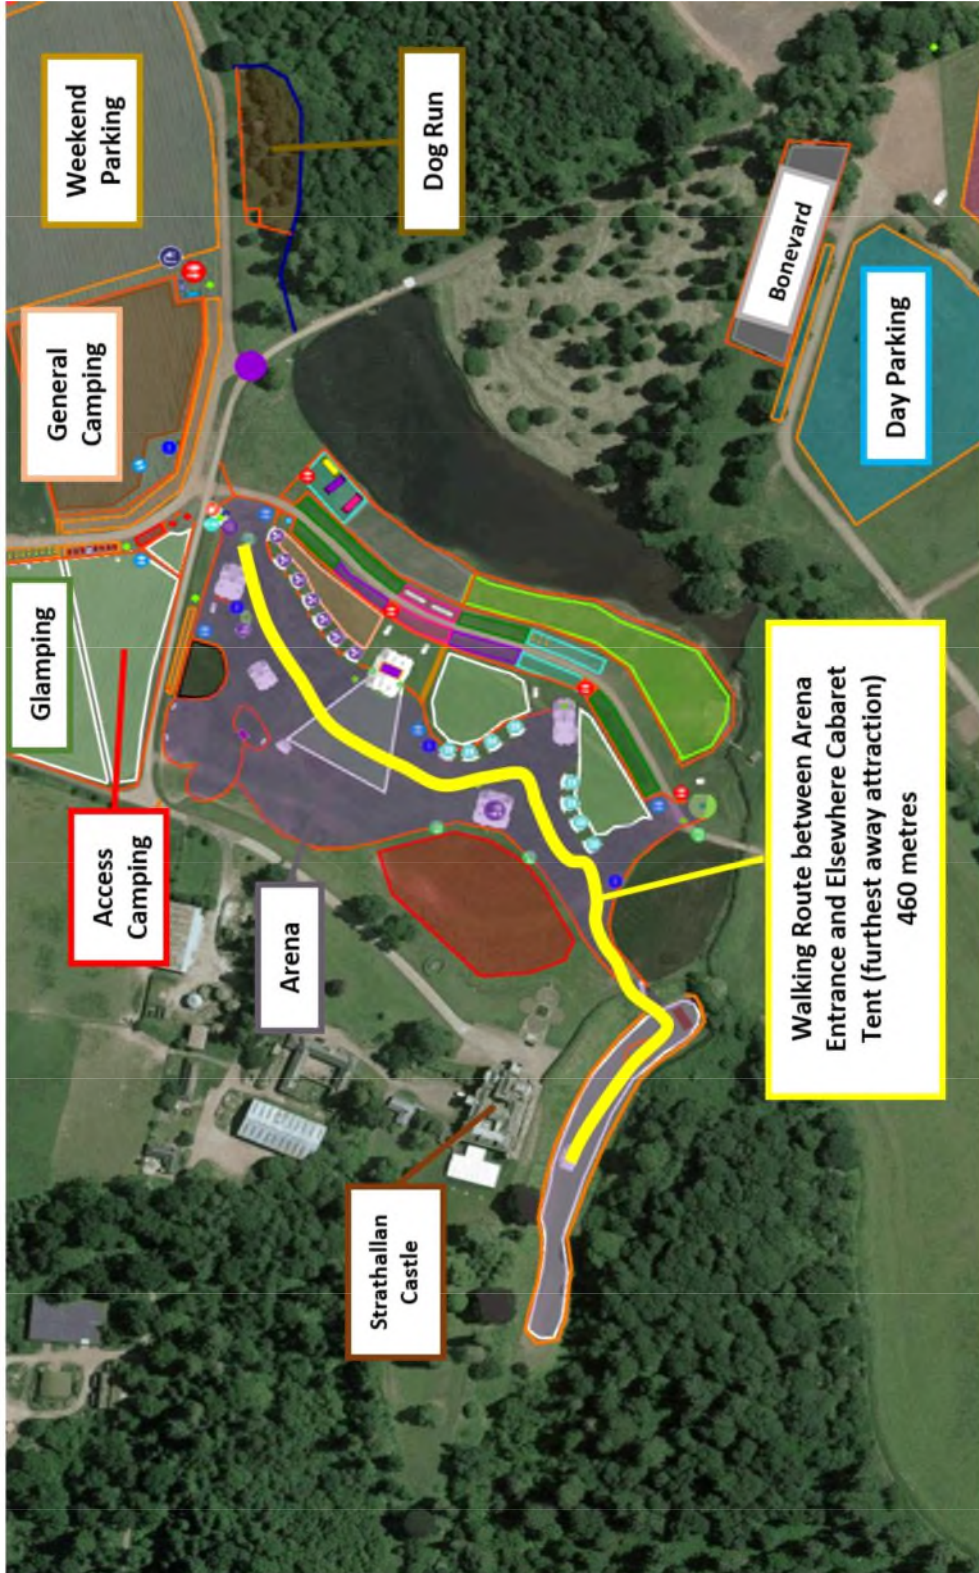 Weekend
Parking
Dog Run
General
Camping
Bonevard
Day Parking
Glamping
Access
Camping
Arena
Walking Route between Arena
Entrance and Elsewhere Cabaret
Tent (furthest away attraction)
460 metres
Strathallan
Castle